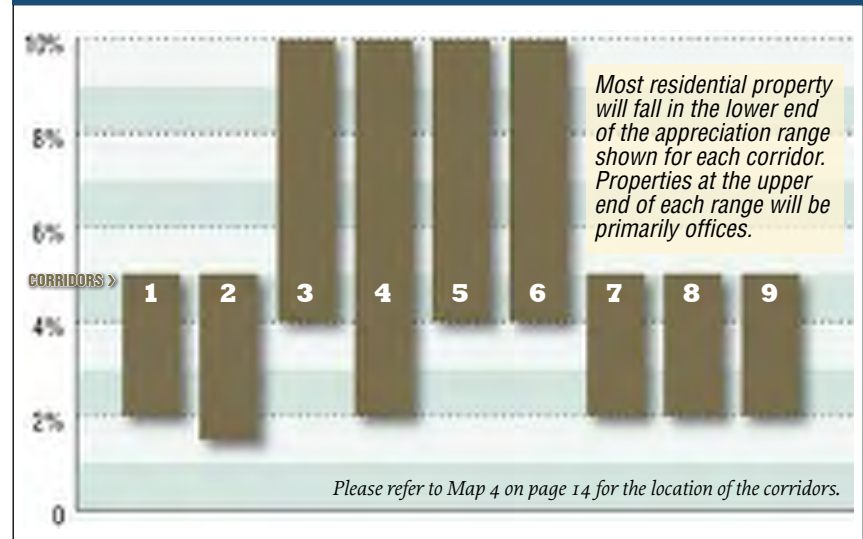 10%
Most residential property
will fall in the lower end
of the appreciation range
shown for each corridor.
Properties at the upper
end of each range will be
primarily offices.
8%
6%
CORRIDORS ›
1 2 3 4 5 6 7 8 9
4%
2%
Please refer to Map 4 on page 14 for the location of the corridors.
0